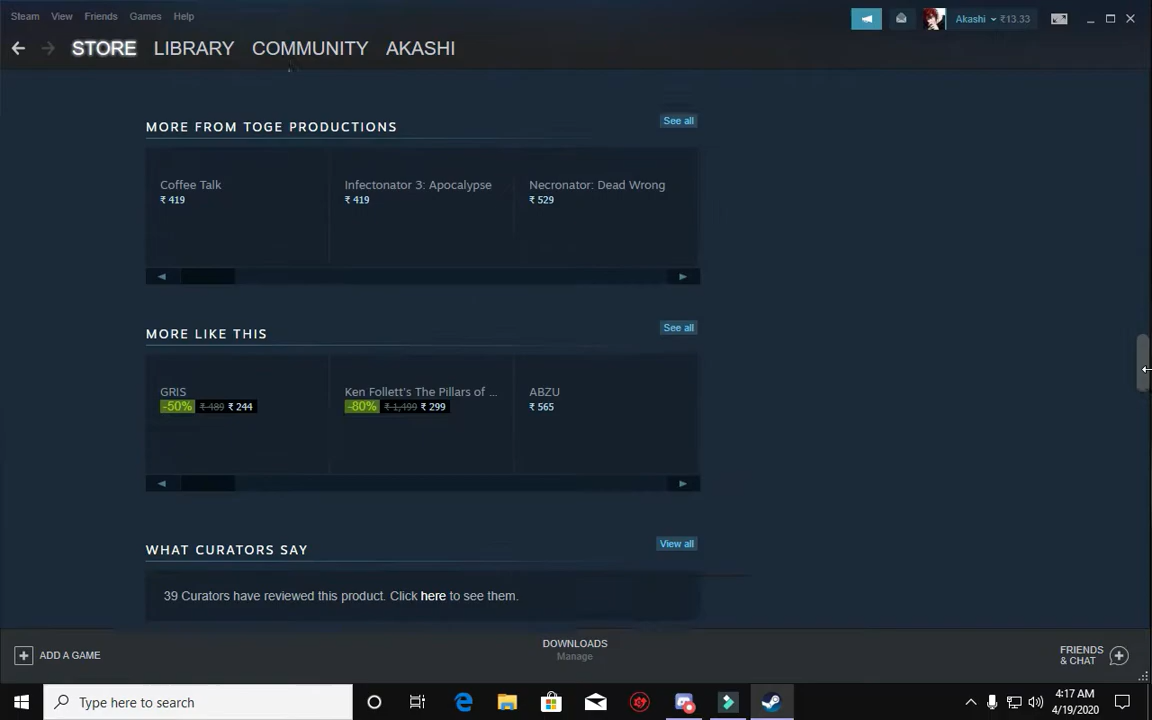 Steam View Friends Games Help
Akashi ₹13.33
STORE LIBRARY COMMUNITY AKASHI
MORE FROM TOGE PRODUCTIONS See all
Coffee Talk Infectonator 3: Apocalypse Necronator: Dead Wrong
₹ 419 ₹ 419 ₹ 529
MORE LIKE THIS See all
GRIS Ken Follett's The Pillars of ... ABZU
-50% ₹ 489 ₹ 244 -80% ₹ 1,499 ₹ 299 ₹ 565
WHAT CURATORS SAY View all
39 Curators have reviewed this product. Click here to see them.
ADD A GAME DOWNLOADS FRIENDS
Manage & CHAT
Type here to search 4:17 AM
4/19/2020